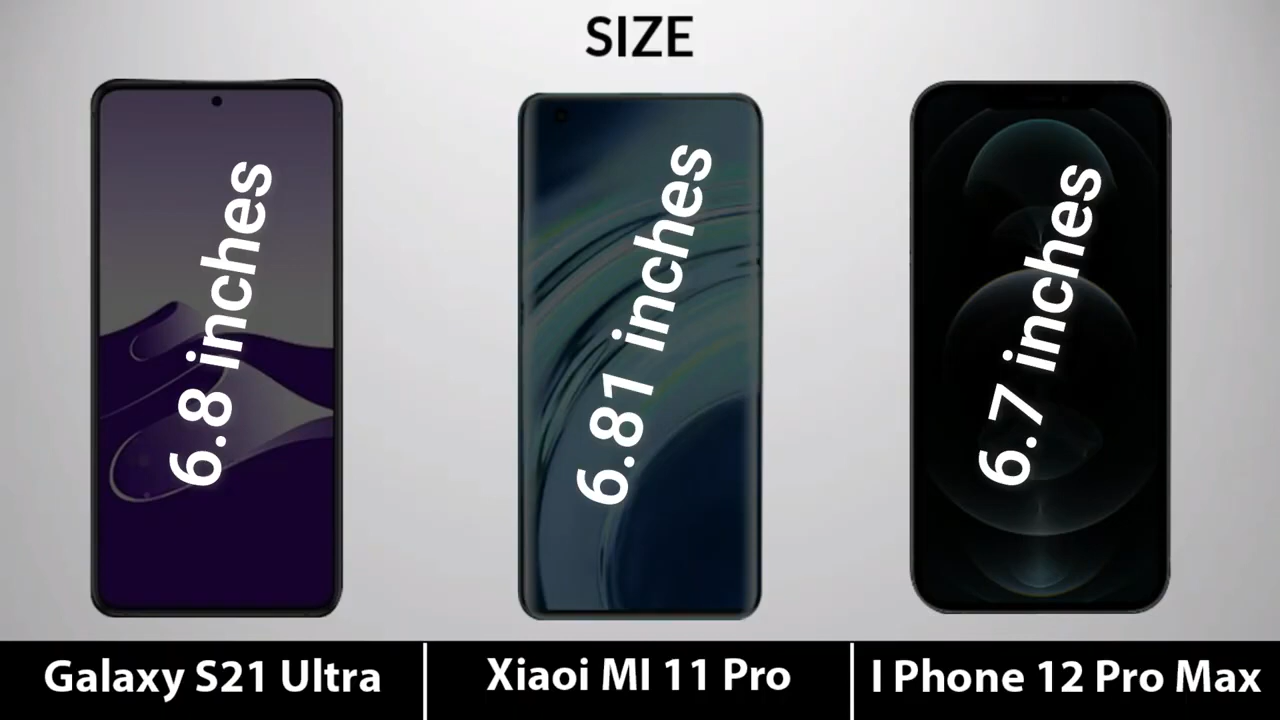 SIZE
6.8 inches
6.81 inches
6.7 inches
Galaxy S21 Ultra
Xiaoi MI 11 Pro
I Phone 12 Pro Max